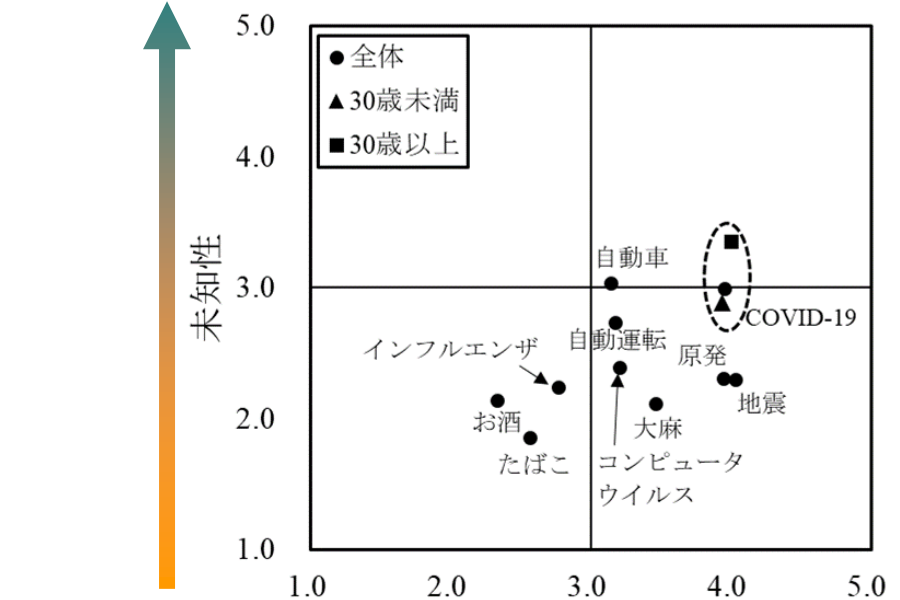 5.0
全体
30歳未満
30歳以上
4.0
未知性
自動車
3.0
COVID-19
自動運転
インフルエンザ
原発
地震
2.0
お酒
大麻
たばこ
コンピュータ
ウイルス
1.0
1.0 2.0 3.0 4.0 5.0